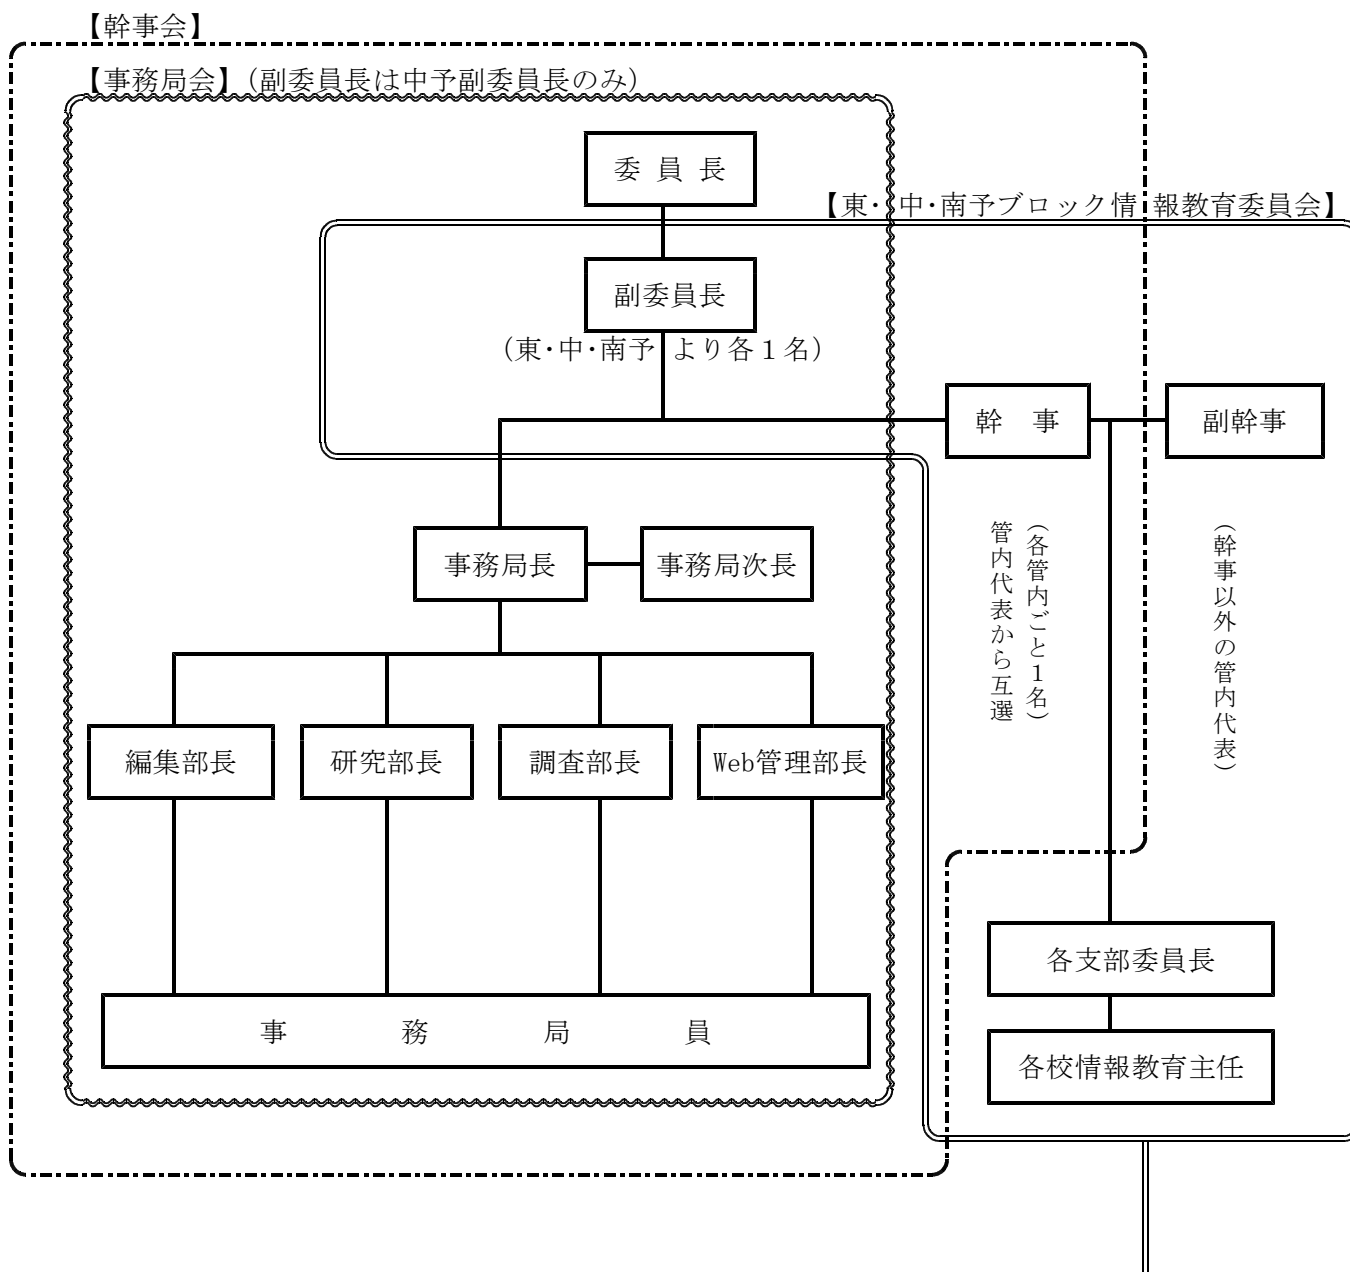 【幹事会】
【事務局会】(副委員長は中予副委員長のみ)
委員長
【東・中・南予ブロック情報教育委員会】
副委員長
(東・中・南予より各１名)
幹事
副幹事
事務局長
事務局次長
(各管内ごと１名)
管内代表から互選
(幹事以外の管内代表)
編集部長
研究部長
調査部長
Web管理部長
各支部委員長
事務局員
各校情報教育主任